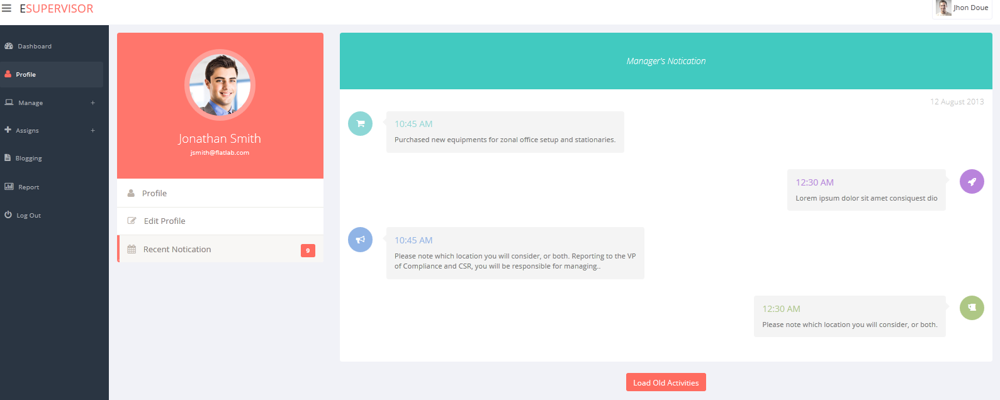 ESUPERVISOR
Jhon Doue
Dashboard
Profile
Manage +
Assigns +
Blogging
Report
Log Out
Jonathan Smith
jsmith@flatlab.com
Profile
Edit Profile
Recent Notication 9
Manager's Notication
12 August 2013
10:45 AM
Purchased new equipments for zonal office setup and stationaries.
12:30 AM
Lorem ipsum dolor sit amet consiquest dio
10:45 AM
Please note which location you will consider, or both. Reporting to the VP
of Compliance and CSR, you will be responsible for managing..
12:30 AM
Please note which location you will consider, or both.
Load Old Activities